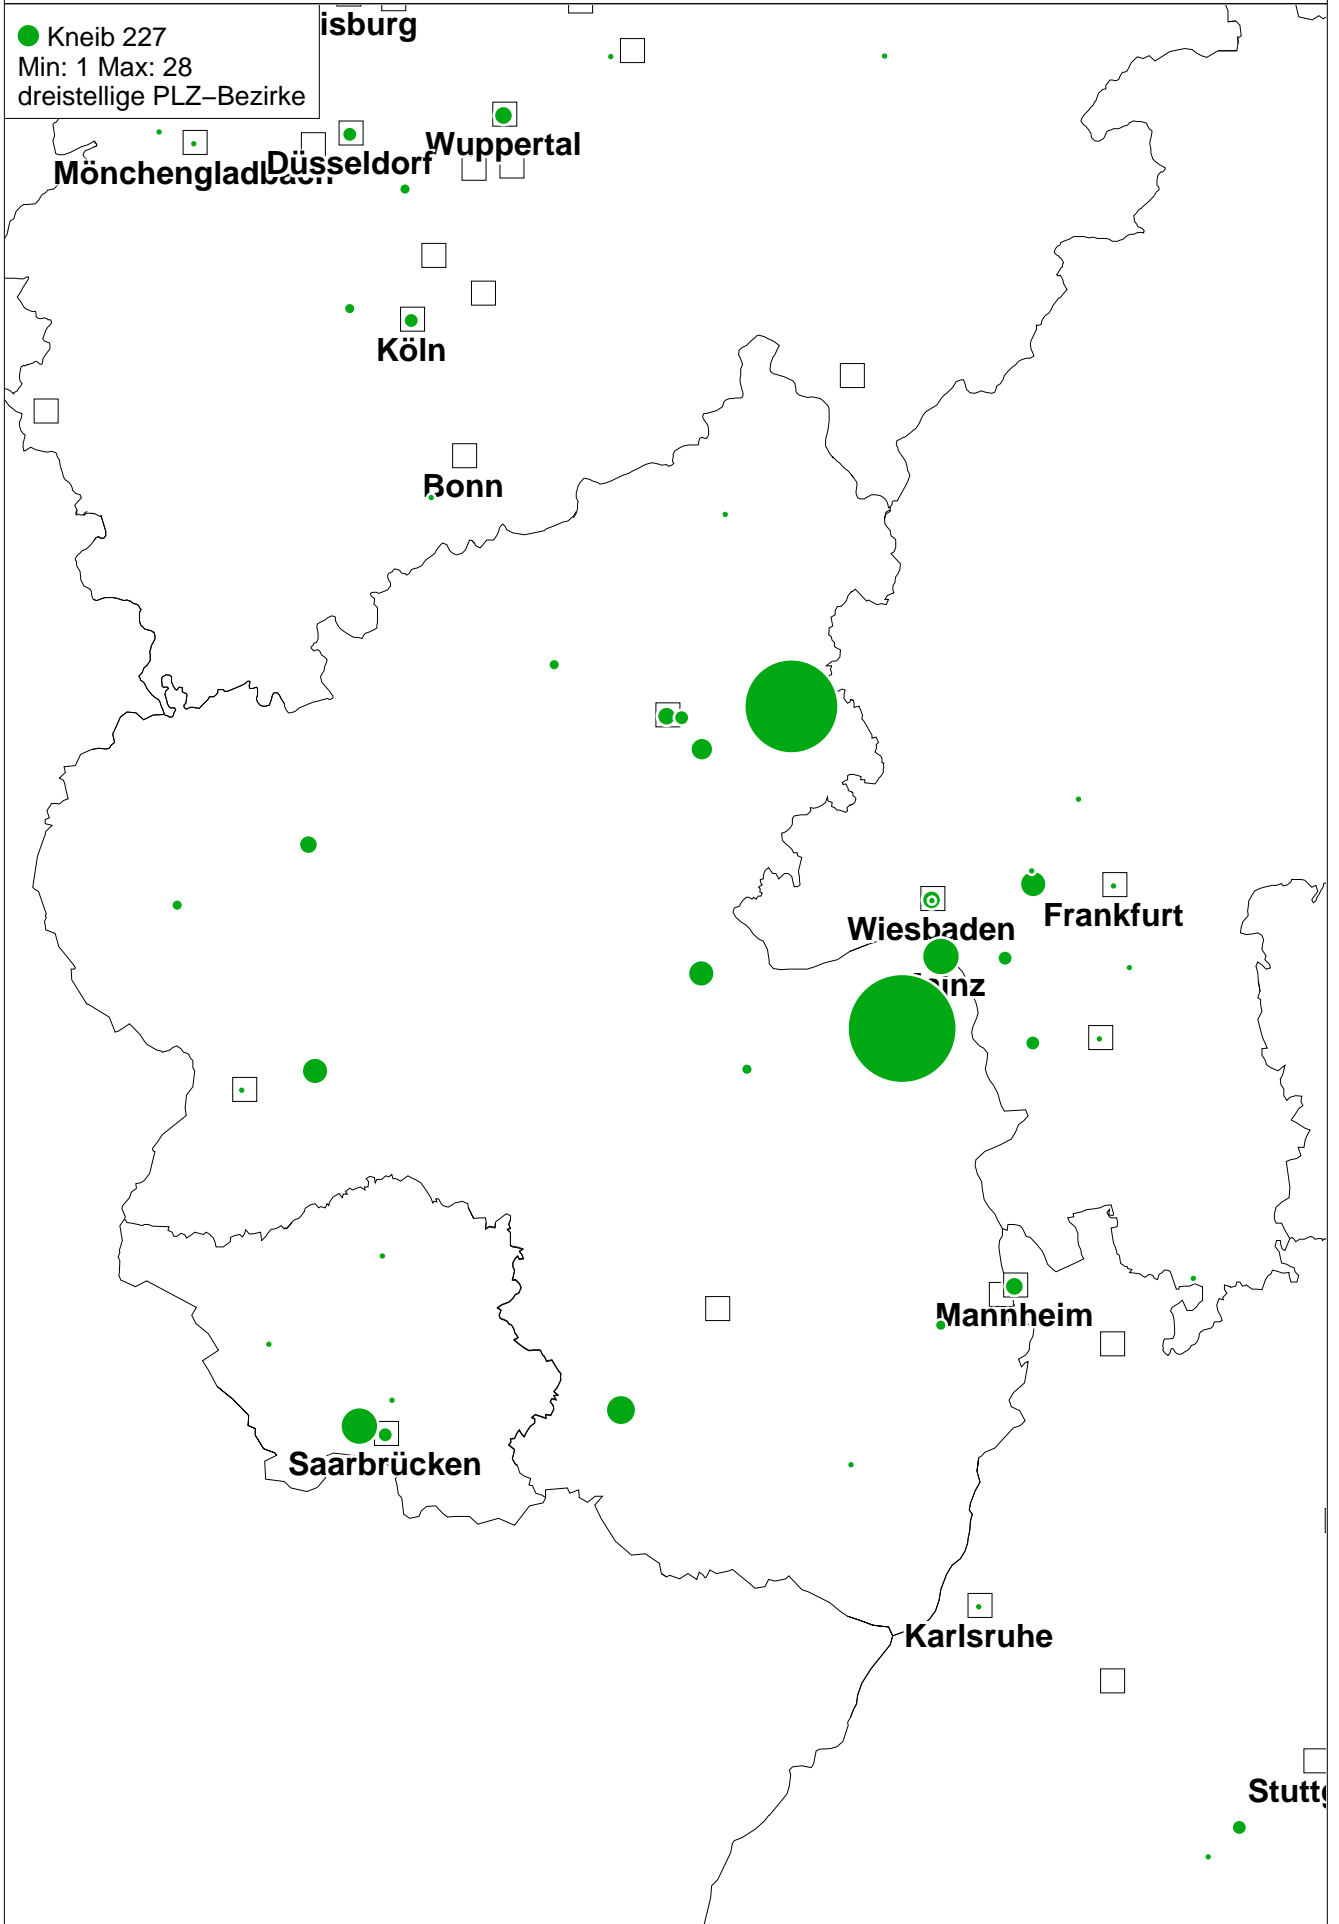 isburg
Kneib 227
Min: 1 Max: 28
dreistellige PLZ–Bezirke
Wuppertal
Düsseldorf
Köln
Bonn
Wiesbaden
Frankfurt
Mannheim
Saarbrücken
Karlsruhe
Stutt